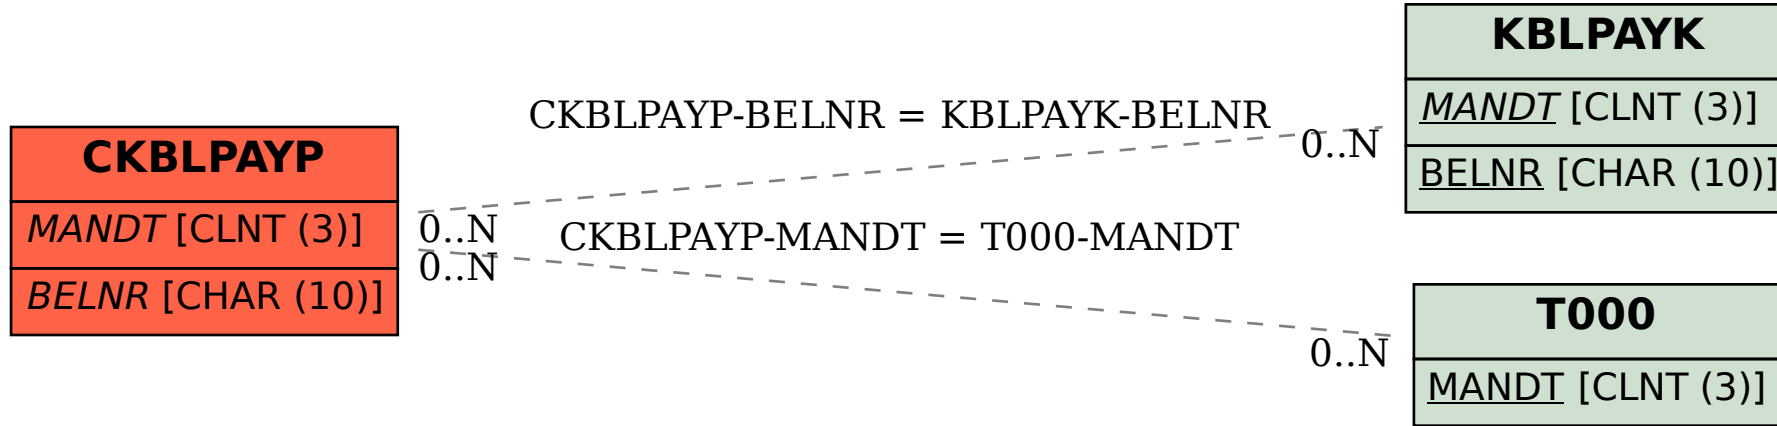 CKBLPAYP
MANDT [CLNT (3)]
BELNR [CHAR (10)]
CKBLPAYP-BELNR = KBLPAYK-BELNR
0..N
0..N
CKBLPAYP-MANDT = T000-MANDT
0..N
0..N
KBLPAYK
MANDT [CLNT (3)]
BELNR [CHAR (10)]
T000
MANDT [CLNT (3)]